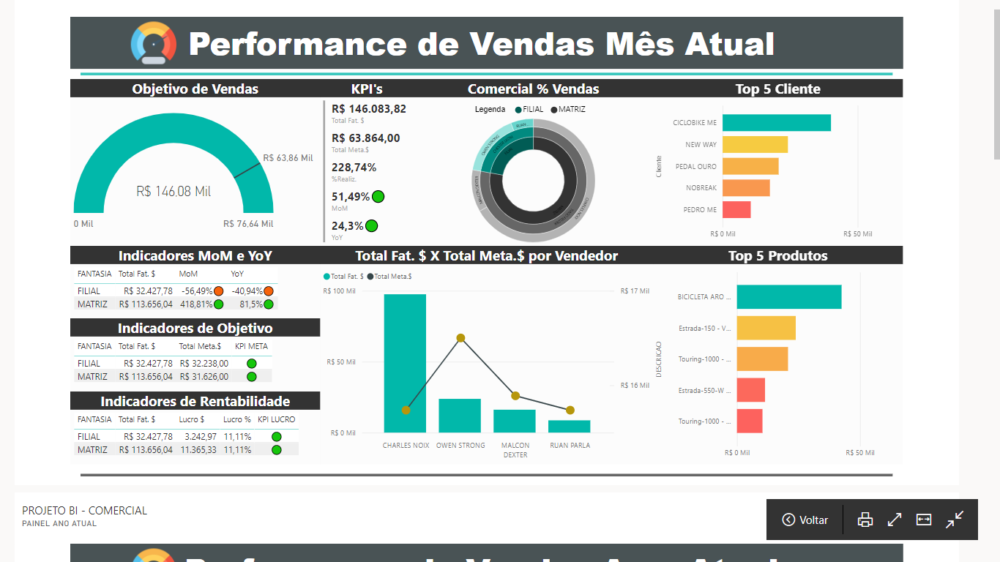 Performance de Vendas Mês Atual
Objetivo de Vendas
KPI's
Comercial % Vendas
Top 5 Cliente
R$ 63,86 Mil
R$ 146,08 Mil
0 Mil
R$ 76,64 Mil
R$ 146.083,82
Total Fat. $
R$ 63.864,00
Total Meta.$
228,74%
%Realiz.
51,49%
MoM
24,3%
YoY
Legenda FILIAL MATRIZ
Cliente
CICLOBIKE ME
NEW WAY
PEDAL OURO
NOBREAK
PEDRO ME
R$ 0 Mil R$ 50 Mil
Indicadores MoM e YoY
FANTASIA Total Fat. $ MoM YoY
FILIAL R$ 32.427,78 -56,49% -40,94%
MATRIZ R$ 113.656,04 418,81% 81,5%
Indicadores de Objetivo
FANTASIA Total Fat. $ Total Meta.$ KPI META
FILIAL R$ 32.427,78 R$ 32.238,00
MATRIZ R$ 113.656,04 R$ 31.626,00
Indicadores de Rentabilidade
FANTASIA Total Fat. $ Lucro $ Lucro % KPI LUCRO
FILIAL R$ 32.427,78 3.242,97 11,11%
MATRIZ R$ 113.656,04 11.365,33 11,11%
Total Fat. $ X Total Meta.$ por Vendedor
Total Fat. $ Total Meta.$
R$ 100 Mil
R$ 50 Mil
R$ 0 Mil
R$ 17 Mil
R$ 16 Mil
CHARLES NOIX
OWEN STRONG
MALCON
DEXTER
RUAN PARLA
Top 5 Produtos
DESCRICAO
BICICLETA ARO ...
Estrada-150 - V...
Touring-1000 - ...
Estrada-550-W ...
Touring-1000 - ...
R$ 0 Mil R$ 50 Mil
PROJETO BI - COMERCIAL
PAINEL ANO ATUAL
Voltar